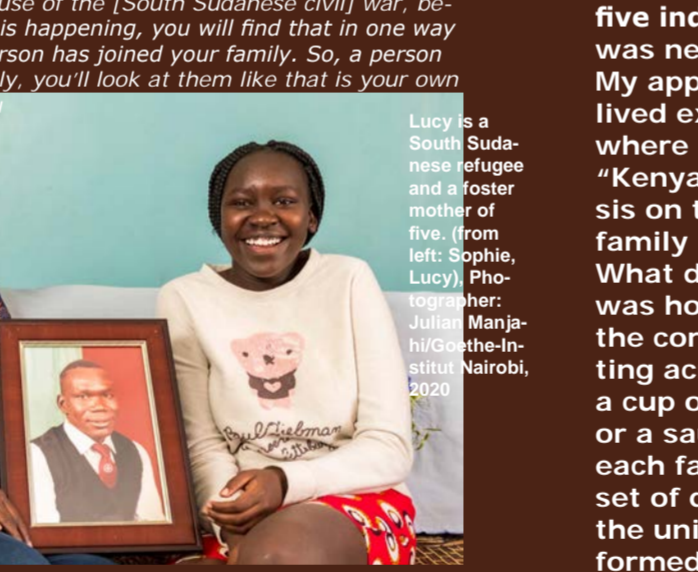 use of the [South Sudanese civil] war, be-
is happening, you will find that in one way
rson has joined your family. So, a person
ly, you'll look at them like that is your own
Lucy is a
South Suda-
nese refugee
and a foster
mother of
five. (from
left: Sophie,
Lucy), Pho-
tographer:
Julian Manja-
hi/Goethe-In-
stitut Nairobi,
2020
Paul & liebman
five ind
was ne
My app
lived ex
where
"Kenya
sis on t
family
What d
was ho
the con
ting ac
a cup o
or a sa
each fa
set of d
the uni
formed